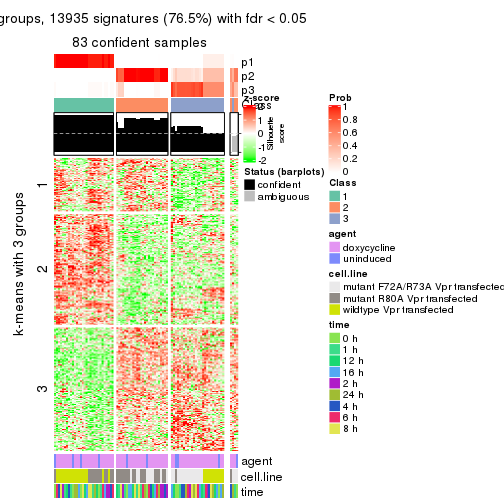 groups, 13935 signatures (76.5%) with fdr < 0.05
83 confident samples
p1
p2
p3
Class
z-score
2
1
0
-1
-2
Silhouette
score
Prob
1
0.8
0.6
0.4
0.2
0
Status (barplots)
confident
ambiguous
Class
1
2
3
agent
doxycycline
uninduced
cell.line
mutant F72A/R73A Vpr transfected
mutant R80A Vpr transfected
wildtype Vpr transfected
time
0 h
1 h
12 h
16 h
2 h
24 h
4 h
6 h
8 h
k-means with 3 groups
1
2
3
agent
cell.line
time